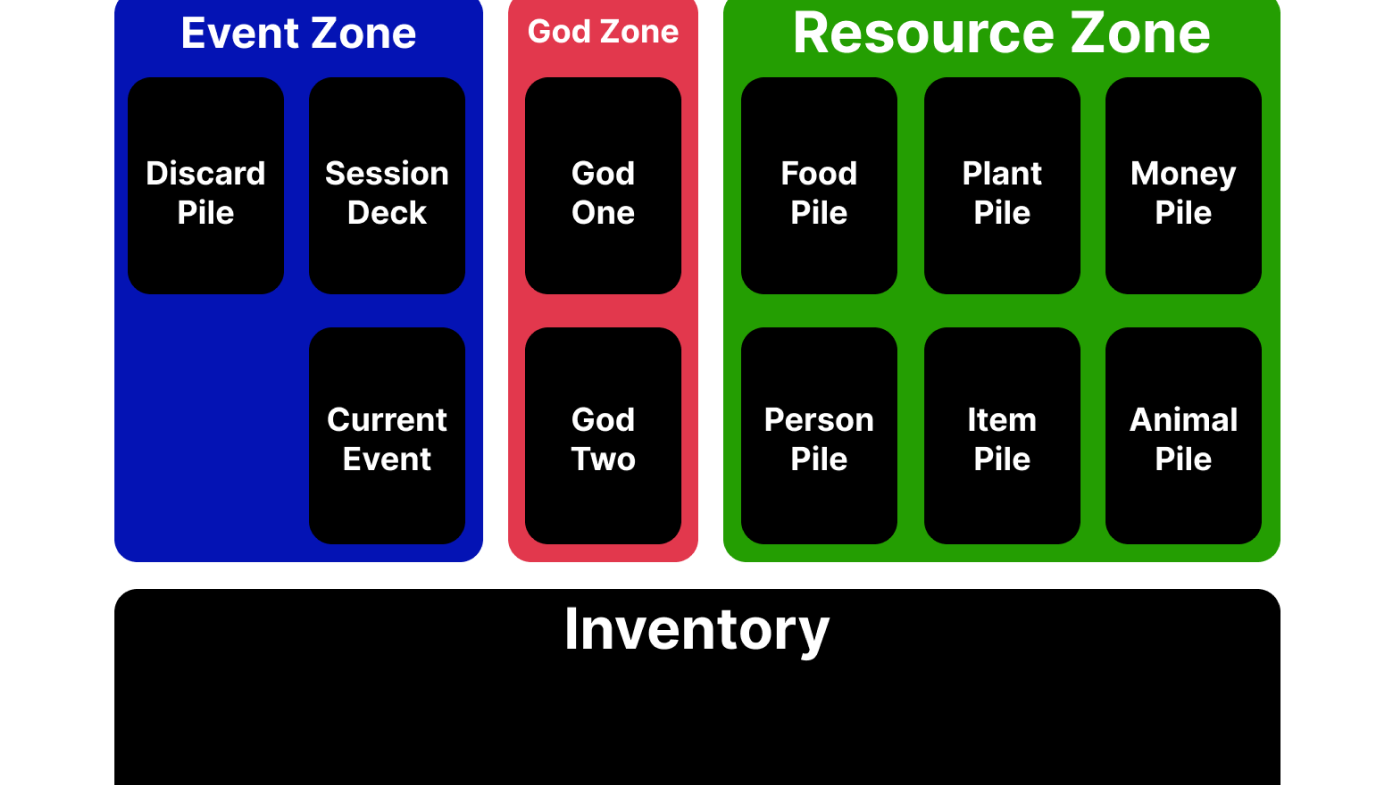 Event Zone
God Zone
Resource Zone
Discard
Pile
Session
Deck
God
One
Food
Pile
Plant
Pile
Money
Pile
Current
Event
God
Two
Person
Pile
Item
Pile
Animal
Pile
Inventory